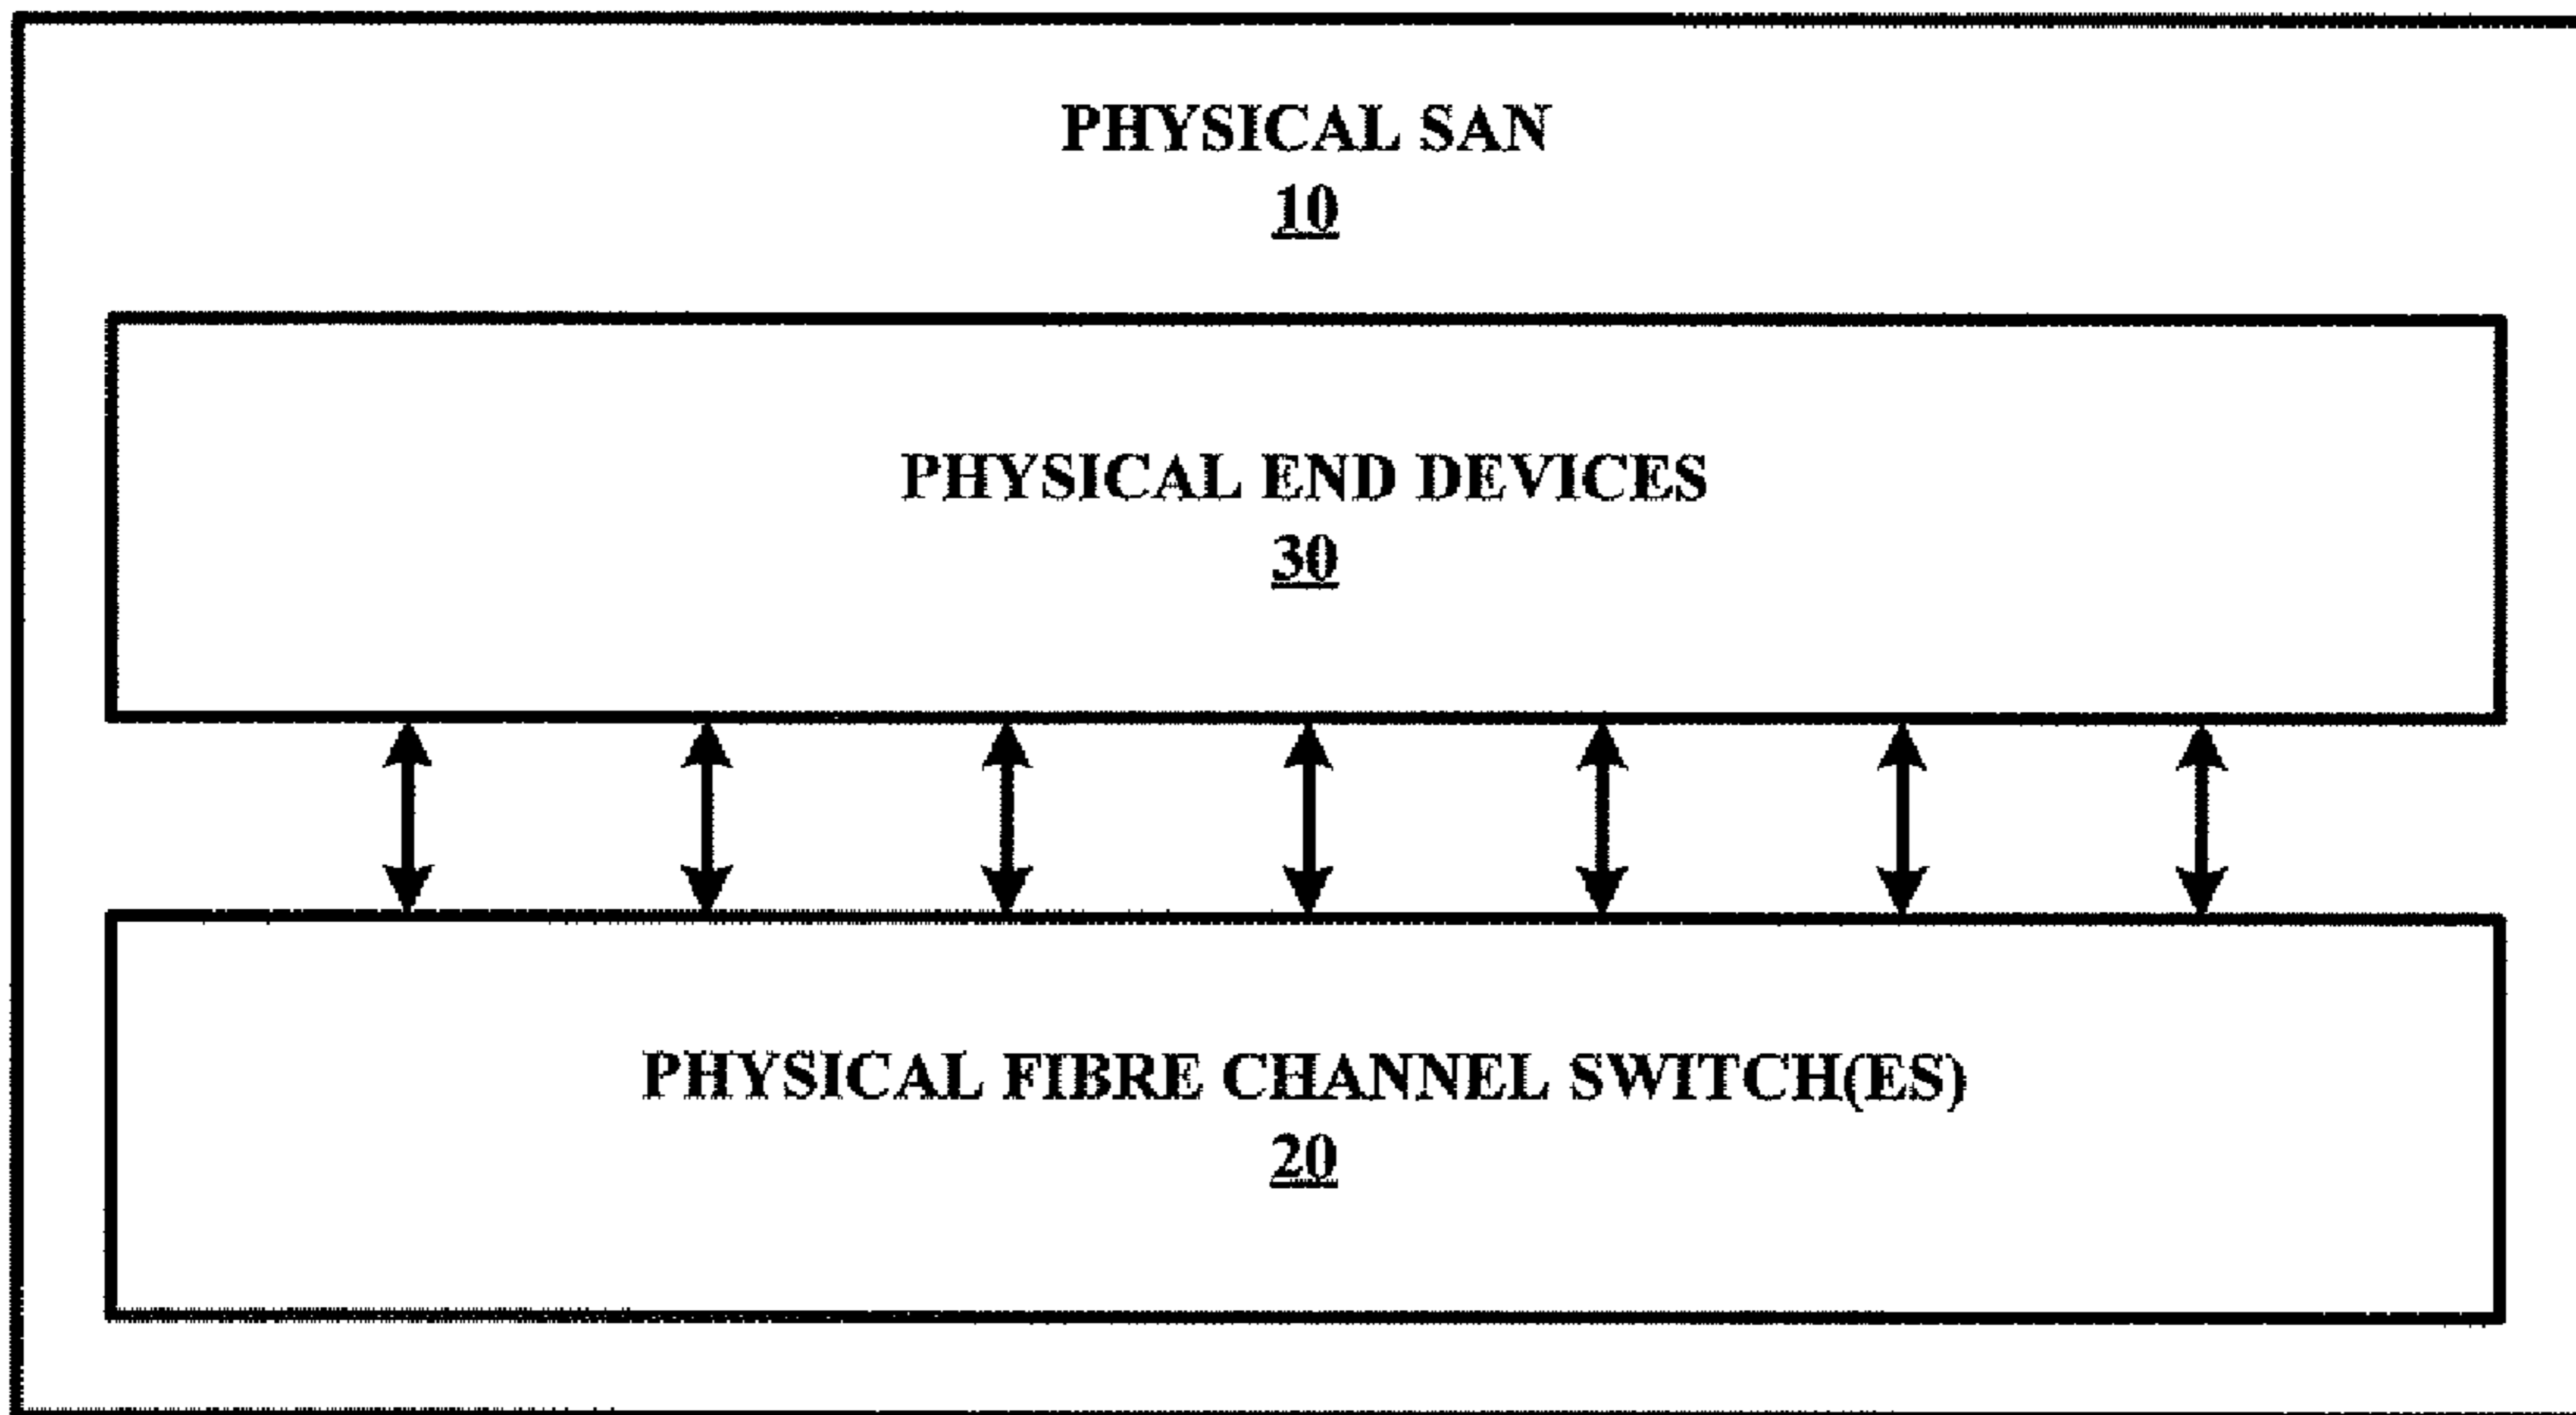 PHYSICAL SAN
10
PHYSICAL END DEVICES
30
PHYSICAL FIBRE CHANNEL SWITCH(ES)
20